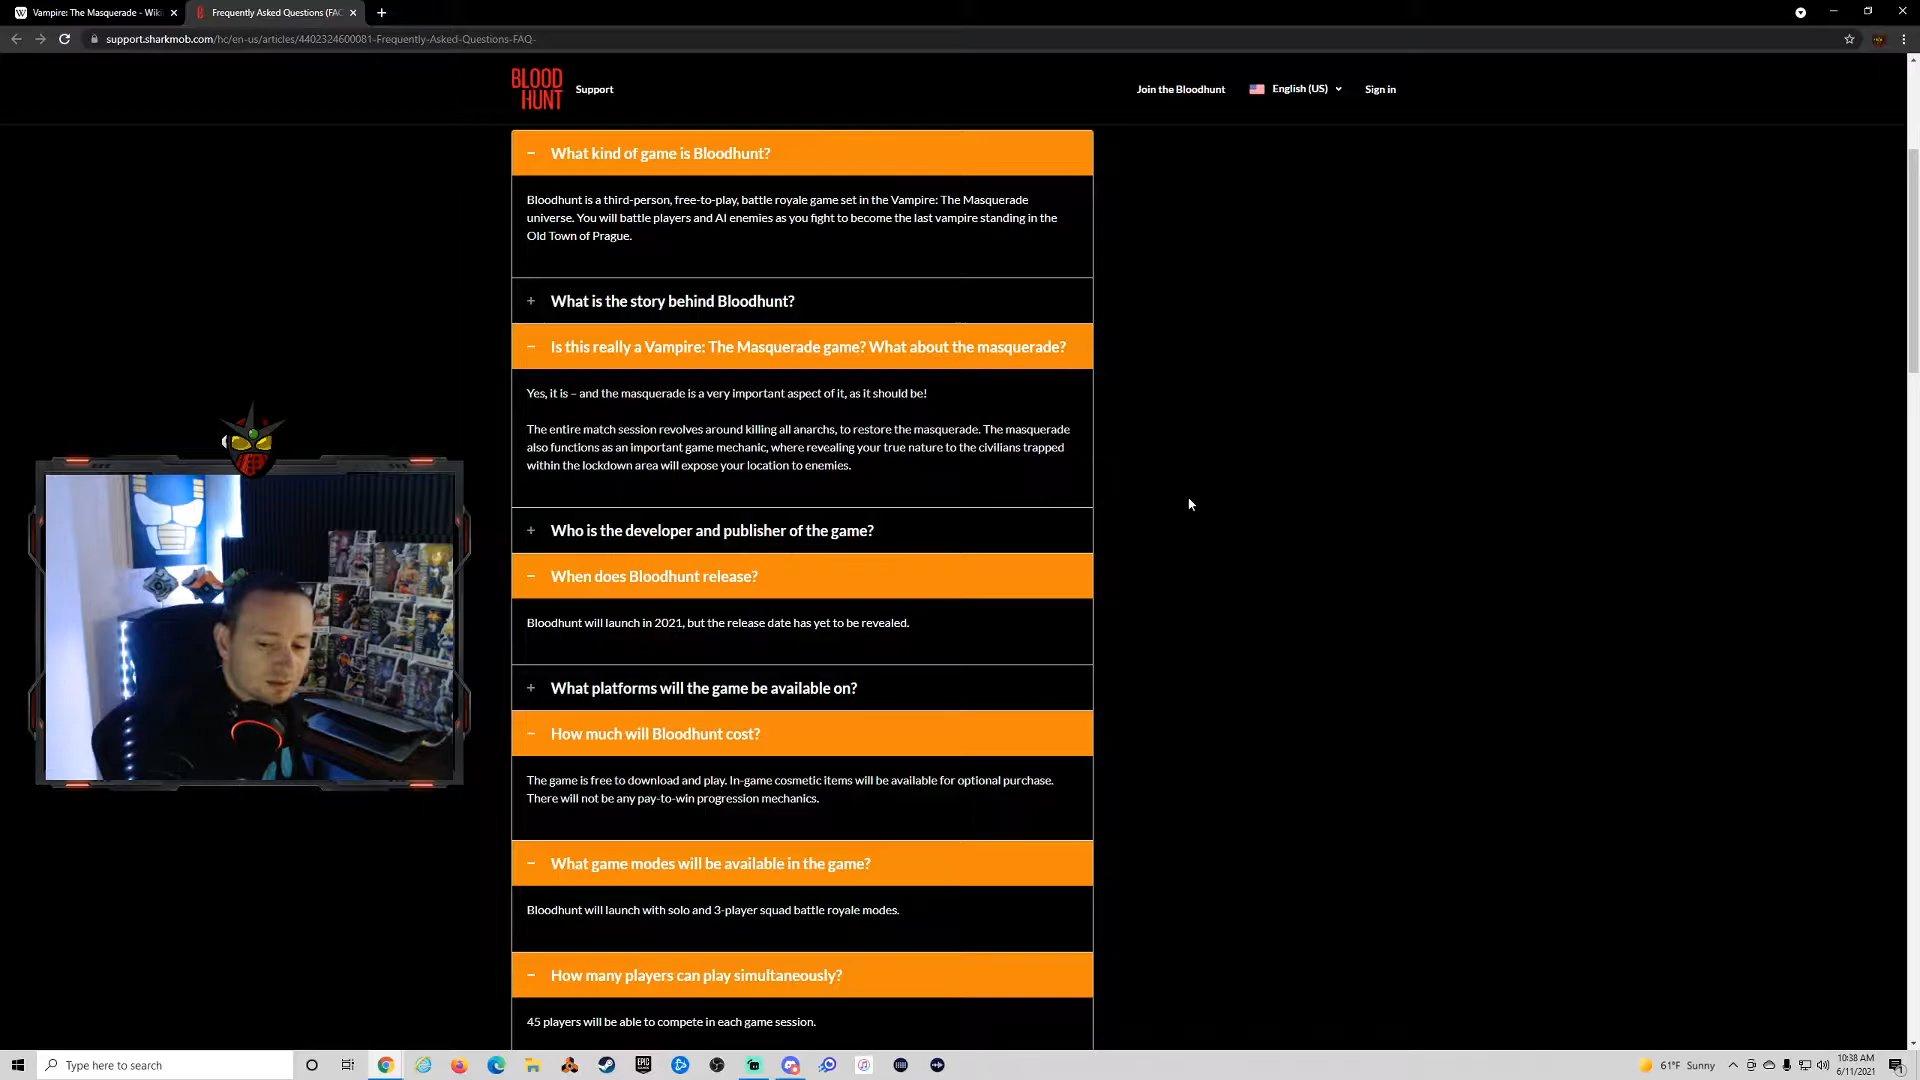 Vampire: The Masquerade - Wiki
Frequently Asked Questions (FAQ
support.sharkmob.com/hc/en-us/articles/4402324600081-Frequently-Asked-Questions-FAQ-
BLOOD
HUNT
Support
Join the Bloodhunt
English (US)
Sign in
− What kind of game is Bloodhunt?
Bloodhunt is a third-person, free-to-play, battle royale game set in the Vampire: The Masquerade
universe. You will battle players and AI enemies as you fight to become the last vampire standing in the
Old Town of Prague.
+ What is the story behind Bloodhunt?
− Is this really a Vampire: The Masquerade game? What about the masquerade?
Yes, it is – and the masquerade is a very important aspect of it, as it should be!
The entire match session revolves around killing all anarchs, to restore the masquerade. The masquerade
also functions as an important game mechanic, where revealing your true nature to the civilians trapped
within the lockdown area will expose your location to enemies.
+ Who is the developer and publisher of the game?
− When does Bloodhunt release?
Bloodhunt will launch in 2021, but the release date has yet to be revealed.
+ What platforms will the game be available on?
− How much will Bloodhunt cost?
The game is free to download and play. In-game cosmetic items will be available for optional purchase.
There will not be any pay-to-win progression mechanics.
− What game modes will be available in the game?
Bloodhunt will launch with solo and 3-player squad battle royale modes.
− How many players can play simultaneously?
45 players will be able to compete in each game session.
Type here to search
EPIC
61°F Sunny
10:38 AM
6/11/2021